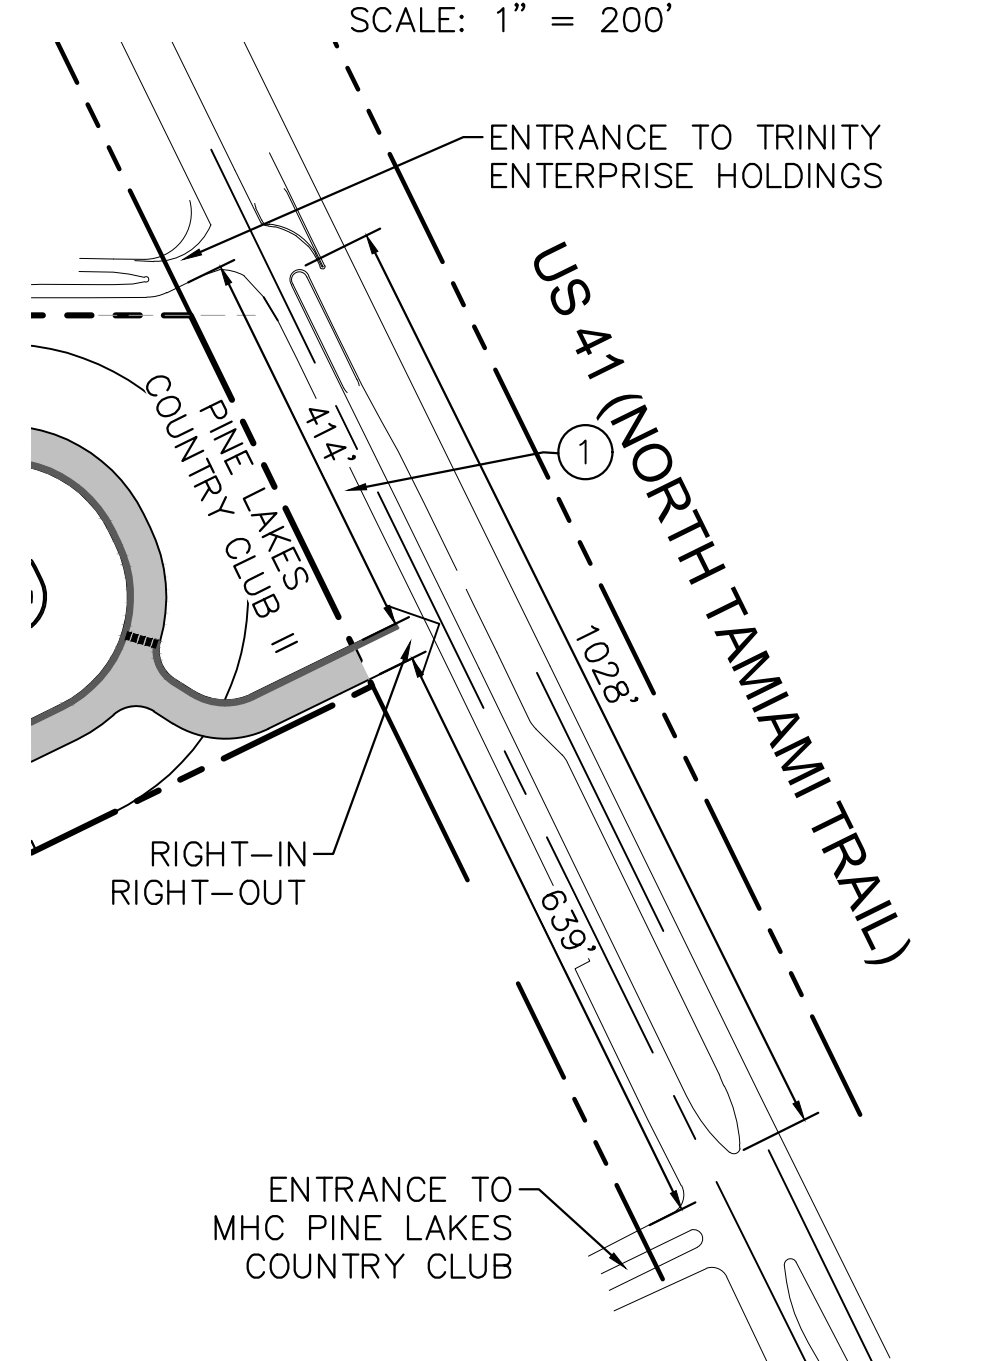 SCALE: 1” = 200’
ENTRANCE TO TRINITY
ENTERPRISE HOLDINGS
US 41 (NORTH TAMIAMI TRAIL)
PINE LAKES
COUNTRY CLUB II
414’
1
1028’
RIGHT-IN
RIGHT-OUT
639’
ENTRANCE TO
MHC PINE LAKES
COUNTRY CLUB